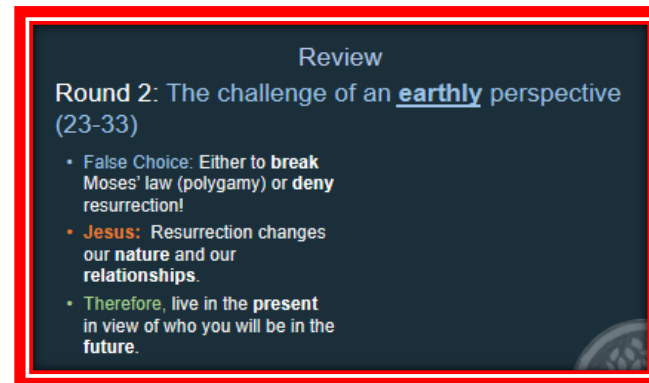 Review
Round 2: The challenge of an earthly perspective
(23-33)
• False Choice: Either to break
Moses' law (polygamy) or deny
resurrection!
• Jesus: Resurrection changes
our nature and our
relationships.
• Therefore, live in the present
in view of who you will be in the
future.